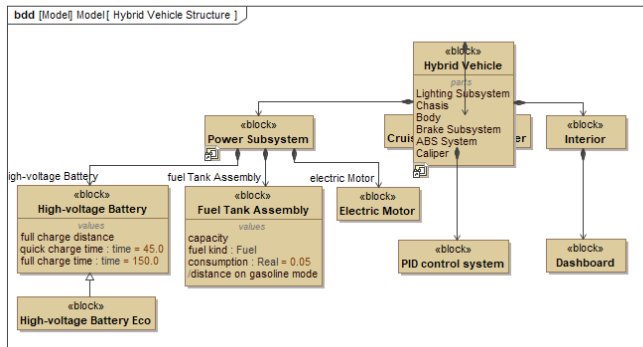 bdd [Model] Model[ Hybrid Vehicle Structure ]
«block»
Hybrid Vehicle
parts
Lighting Subsystem
Chasis
Body
Brake Subsystem
ABS System
Caliper
«block»
Power Subsystem
«block»
Interior
high-voltage Battery
fuel Tank Assembly
electric Motor
«block»
High-voltage Battery
values
full charge distance
quick charge time : time = 45.0
full charge time : time = 150.0
«block»
Fuel Tank Assembly
values
capacity
fuel kind : Fuel
consumption : Real = 0.05
/distance on gasoline mode
«block»
Electric Motor
«block»
PID control system
«block»
Dashboard
«block»
High-voltage Battery Eco